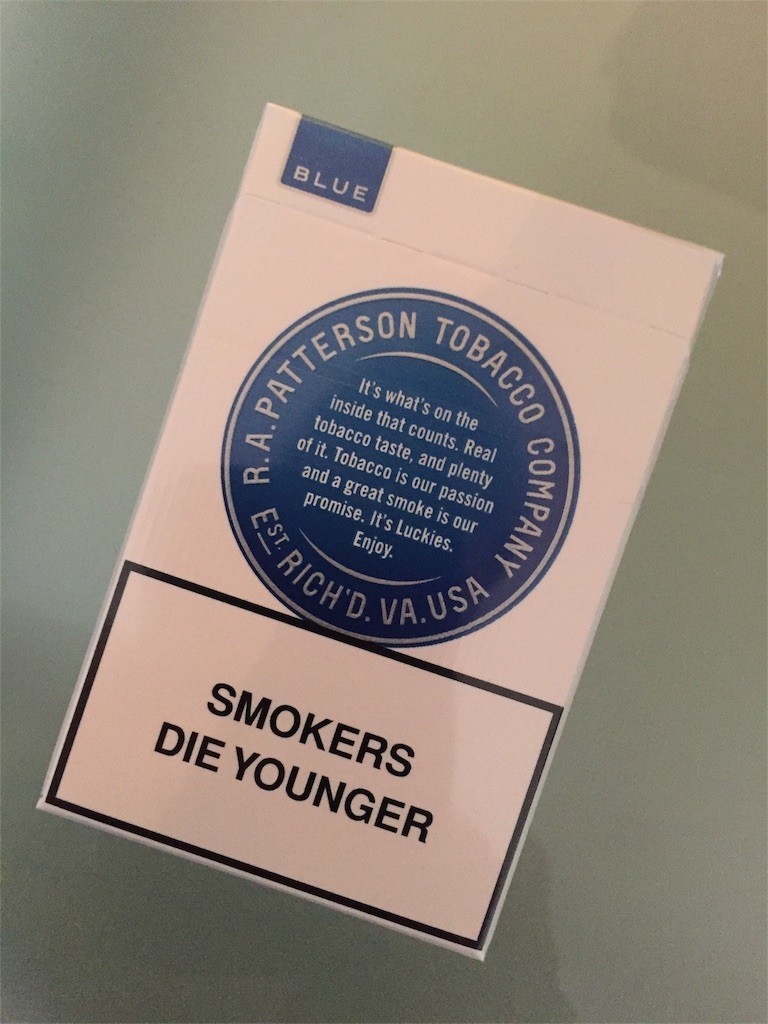 BLUE
R.A. PATTERSON TOBACCO COMPANY
It's what's on the
inside that counts. Real
tobacco taste, and plenty
of it. Tobacco is our passion
and a great smoke is our
promise. It's Luckies.
Enjoy.
EST. RICH'D. VA. USA
SMOKERS
DIE YOUNGER